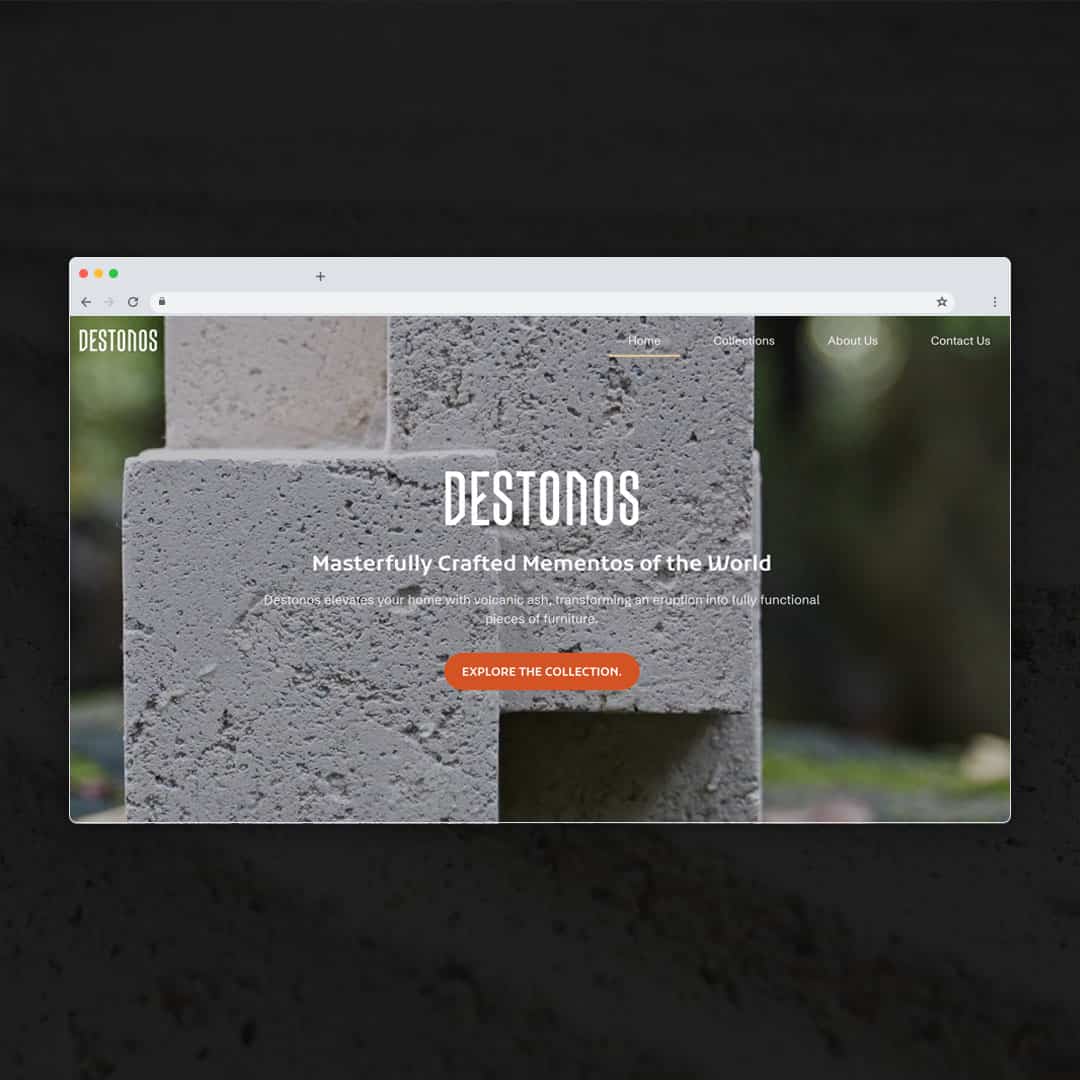 DESTONOS
Home Collections About Us Contact Us
DESTONOS
Masterfully Crafted Mementos of the World
Destonos elevates your home with volcanic ash, transforming an eruption into fully functional
pieces of furniture.
EXPLORE THE COLLECTION.